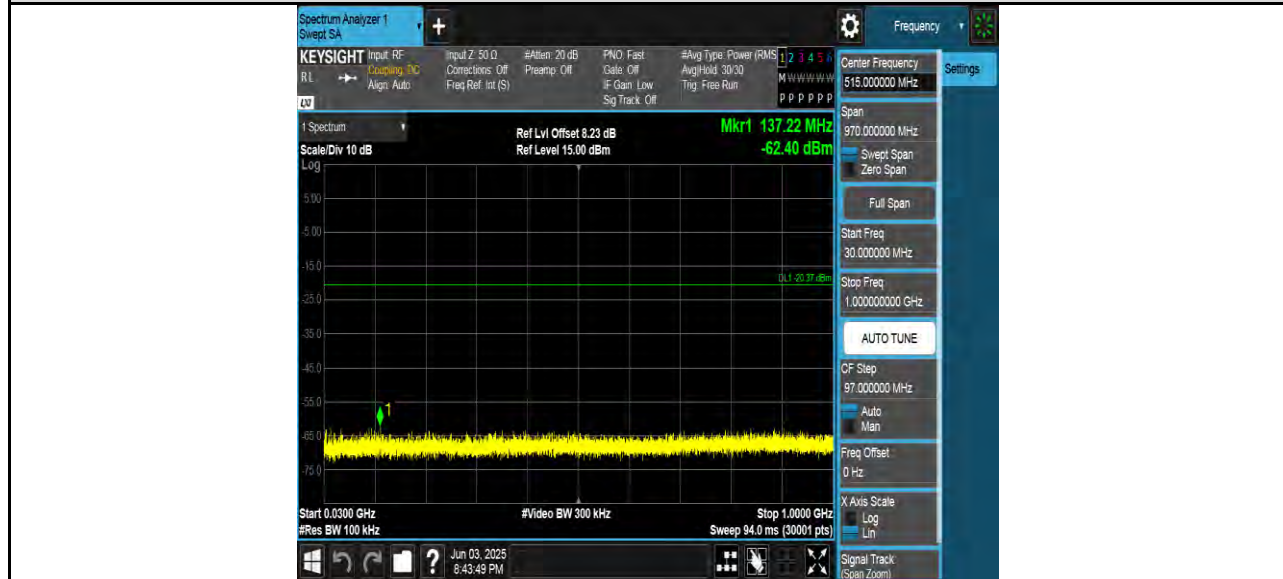 Spectrum Analyzer 1
Swept SA
+
Frequency
KEYSIGHT
Input: RF
Coupling: DC
Align: Auto
Input Z: 50 Ω
Corrections: Off
Freq Ref: Int (S)
#Atten: 20 dB
Preamp: Off
PNO: Fast
Gate: Off
IF Gain: Low
Sig Track: Off
#Avg Type: Power (RMS
Avg|Hold: 30/30
Trig: Free Run
1 2 3 4 5 6
M W W W W W
P P P P P P
RL
LXI
Center Frequency
515.000000 MHz
Settings
1 Spectrum
Scale/Div 10 dB
Ref Lvl Offset 8.23 dB
Ref Level 15.00 dBm
Mkr1 137.22 MHz
-62.40 dBm
Span
970.000000 MHz
Swept Span
Zero Span
Full Span
Start Freq
30.000000 MHz
Stop Freq
1.000000000 GHz
AUTO TUNE
CF Step
97.000000 MHz
Auto
Man
Freq Offset
0 Hz
X Axis Scale
Log
Lin
Signal Track
(Span Zoom)
Log
5.00
-5.00
-15.0
DL1 -20.37 dBm
-25.0
-35.0
-45.0
-55.0
1
-65.0
-75.0
Start 0.0300 GHz
#Res BW 100 kHz
#Video BW 300 kHz
Stop 1.0000 GHz
Sweep 94.0 ms (30001 pts)
?
Jun 03, 2025
8:43:49 PM